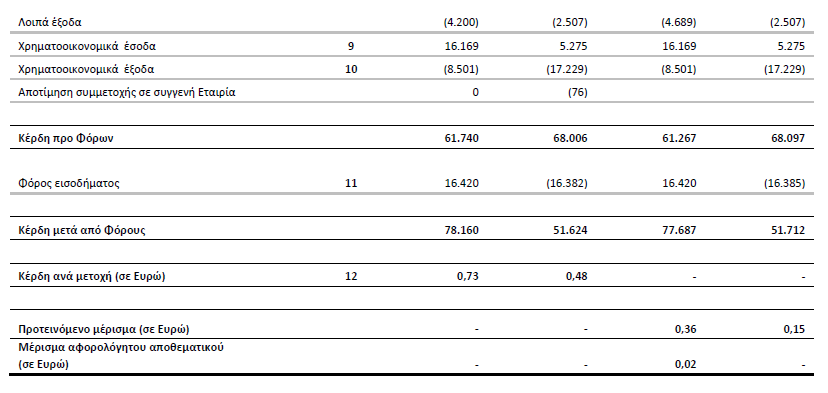 Λοιπά έξοδα (4.200) (2.507) (4.689) (2.507)
Χρηματοοικονομικά έσοδα 9 16.169 5.275 16.169 5.275
Χρηματοοικονομικά έξοδα 10 (8.501) (17.229) (8.501) (17.229)
Αποτίμηση συμμετοχής σε συγγενή Εταιρία 0 (76)
Κέρδη προ Φόρων 61.740 68.006 61.267 68.097
Φόρος εισοδήματος 11 16.420 (16.382) 16.420 (16.385)
Κέρδη μετά από Φόρους 78.160 51.624 77.687 51.712
Κέρδη ανά μετοχή (σε Ευρώ) 12 0,73 0,48 - -
Προτεινόμενο μέρισμα (σε Ευρώ) - - 0,36 0,15
Μέρισμα αφορολόγητου αποθεματικού
(σε Ευρώ) - - 0,02 -